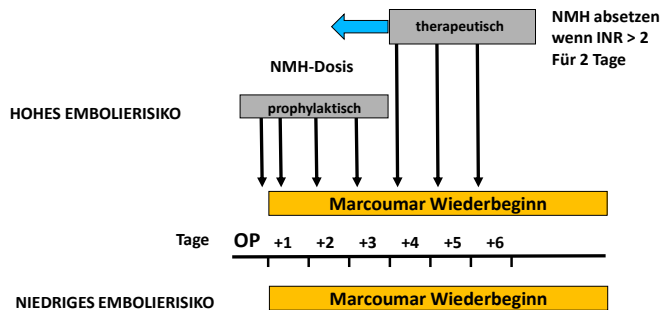 therapeutisch
NMH absetzen
wenn INR > 2
Für 2 Tage
NMH-Dosis
prophylaktisch
HOHES EMBOLIERISIKO
Marcoumar Wiederbeginn
Tage OP +1 +2 +3 +4 +5 +6
NIEDRIGES EMBOLIERISIKO
Marcoumar Wiederbeginn